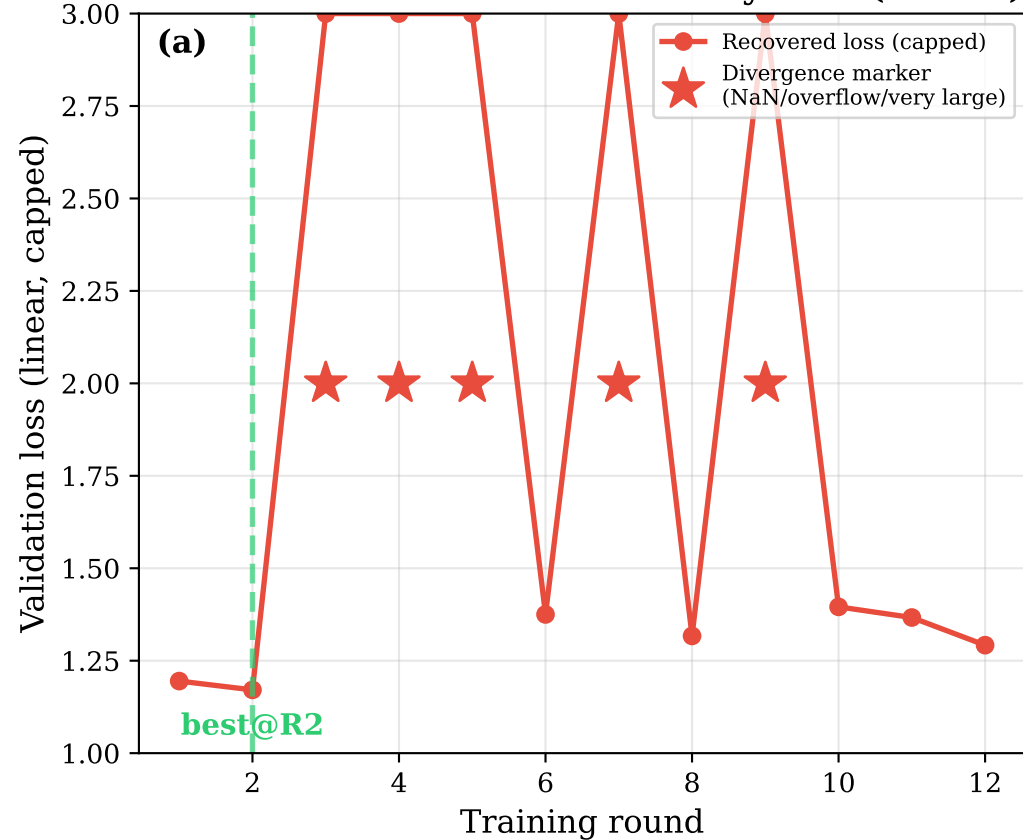 (a)
Recovered loss (capped)
Divergence marker
(NaN/overflow/very large)
Validation loss (linear, capped)
3.00
2.75
2.50
2.25
2.00
1.75
1.50
1.25
1.00
best@R2
2
4
6
8
10
12
Training round